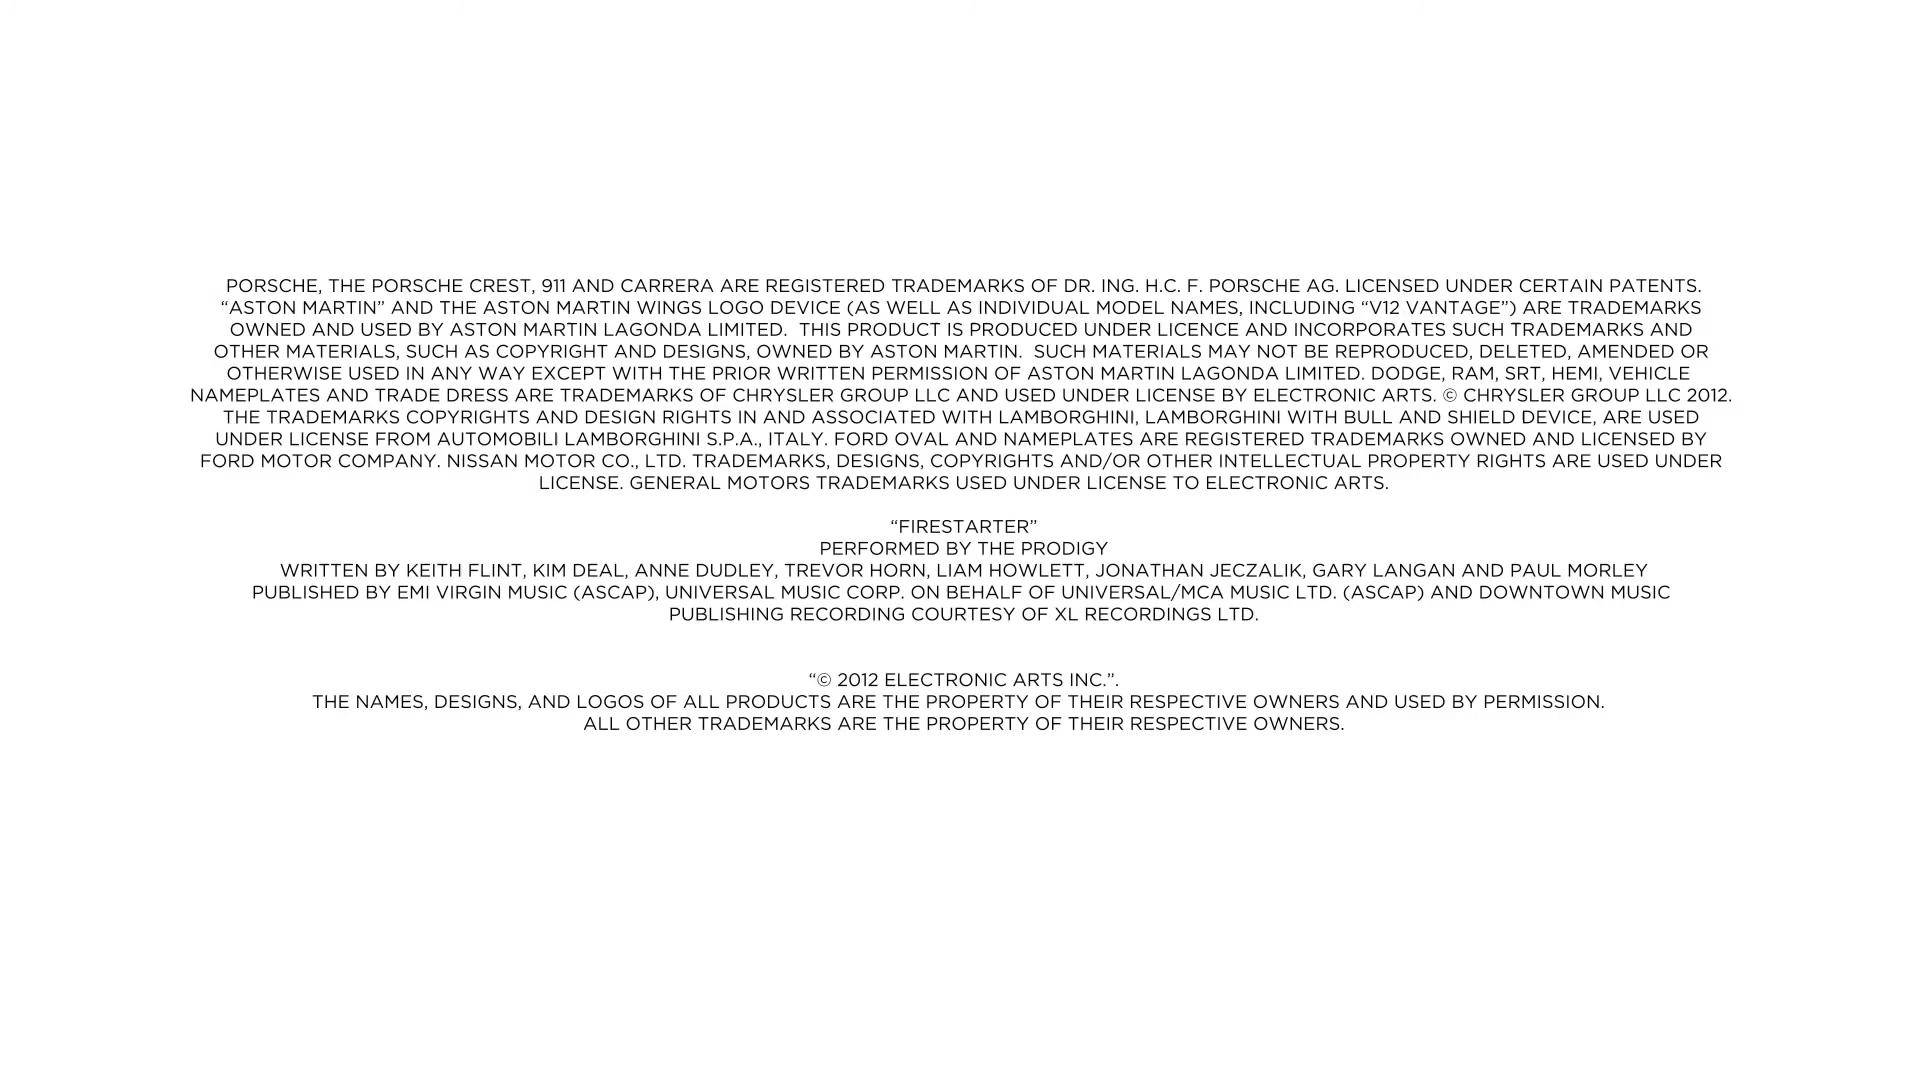 PORSCHE, THE PORSCHE CREST, 911 AND CARRERA ARE REGISTERED TRADEMARKS OF DR. ING. H.C. F. PORSCHE AG. LICENSED UNDER CERTAIN PATENTS.
“ASTON MARTIN” AND THE ASTON MARTIN WINGS LOGO DEVICE (AS WELL AS INDIVIDUAL MODEL NAMES, INCLUDING “V12 VANTAGE”) ARE TRADEMARKS
OWNED AND USED BY ASTON MARTIN LAGONDA LIMITED.  THIS PRODUCT IS PRODUCED UNDER LICENCE AND INCORPORATES SUCH TRADEMARKS AND
OTHER MATERIALS, SUCH AS COPYRIGHT AND DESIGNS, OWNED BY ASTON MARTIN.  SUCH MATERIALS MAY NOT BE REPRODUCED, DELETED, AMENDED OR
OTHERWISE USED IN ANY WAY EXCEPT WITH THE PRIOR WRITTEN PERMISSION OF ASTON MARTIN LAGONDA LIMITED. DODGE, RAM, SRT, HEMI, VEHICLE
NAMEPLATES AND TRADE DRESS ARE TRADEMARKS OF CHRYSLER GROUP LLC AND USED UNDER LICENSE BY ELECTRONIC ARTS. © CHRYSLER GROUP LLC 2012.
THE TRADEMARKS COPYRIGHTS AND DESIGN RIGHTS IN AND ASSOCIATED WITH LAMBORGHINI, LAMBORGHINI WITH BULL AND SHIELD DEVICE, ARE USED
UNDER LICENSE FROM AUTOMOBILI LAMBORGHINI S.P.A., ITALY. FORD OVAL AND NAMEPLATES ARE REGISTERED TRADEMARKS OWNED AND LICENSED BY
FORD MOTOR COMPANY. NISSAN MOTOR CO., LTD. TRADEMARKS, DESIGNS, COPYRIGHTS AND/OR OTHER INTELLECTUAL PROPERTY RIGHTS ARE USED UNDER
LICENSE. GENERAL MOTORS TRADEMARKS USED UNDER LICENSE TO ELECTRONIC ARTS.
“FIRESTARTER”
PERFORMED BY THE PRODIGY
WRITTEN BY KEITH FLINT, KIM DEAL, ANNE DUDLEY, TREVOR HORN, LIAM HOWLETT, JONATHAN JECZALIK, GARY LANGAN AND PAUL MORLEY
PUBLISHED BY EMI VIRGIN MUSIC (ASCAP), UNIVERSAL MUSIC CORP. ON BEHALF OF UNIVERSAL/MCA MUSIC LTD. (ASCAP) AND DOWNTOWN MUSIC
PUBLISHING RECORDING COURTESY OF XL RECORDINGS LTD.
“© 2012 ELECTRONIC ARTS INC.”.
THE NAMES, DESIGNS, AND LOGOS OF ALL PRODUCTS ARE THE PROPERTY OF THEIR RESPECTIVE OWNERS AND USED BY PERMISSION.
ALL OTHER TRADEMARKS ARE THE PROPERTY OF THEIR RESPECTIVE OWNERS.